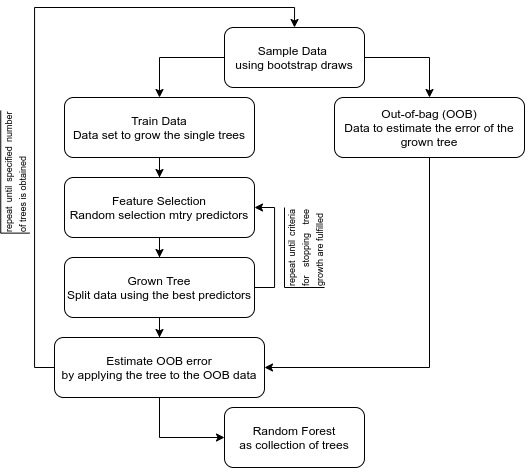 Sample Data
using bootstrap draws
Train Data
Data set to grow the single trees
Out-of-bag (OOB)
Data to estimate the error of the
grown tree
repeat until specified number
of trees is obtained
Feature Selection
Random selection mtry predictors
repeat until criteria
for stopping tree
growth are fulfilled
Grown Tree
Split data using the best predictors
Estimate OOB error
by applying the tree to the OOB data
Random Forest
as collection of trees